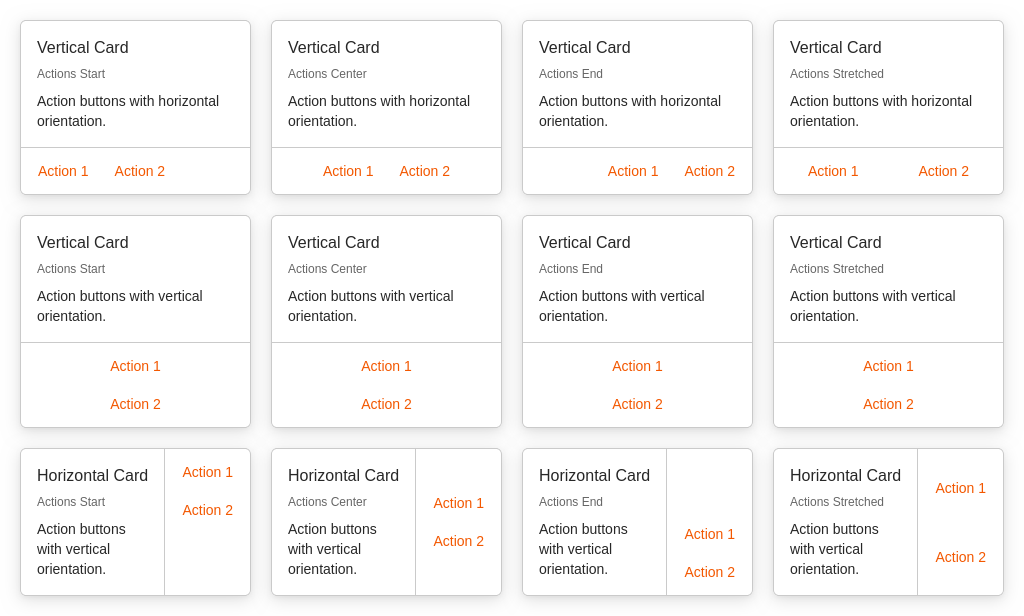 Vertical Card
Actions Start
Action buttons with horizontal
orientation.
Action 1 Action 2
Vertical Card
Actions Center
Action buttons with horizontal
orientation.
Action 1 Action 2
Vertical Card
Actions End
Action buttons with horizontal
orientation.
Action 1 Action 2
Vertical Card
Actions Stretched
Action buttons with horizontal
orientation.
Action 1 Action 2
Vertical Card
Actions Start
Action buttons with vertical
orientation.
Action 1
Action 2
Vertical Card
Actions Center
Action buttons with vertical
orientation.
Action 1
Action 2
Vertical Card
Actions End
Action buttons with vertical
orientation.
Action 1
Action 2
Vertical Card
Actions Stretched
Action buttons with vertical
orientation.
Action 1
Action 2
Horizontal Card
Actions Start
Action buttons
with vertical
orientation.
Action 1
Action 2
Horizontal Card
Actions Center
Action buttons
with vertical
orientation.
Action 1
Action 2
Horizontal Card
Actions End
Action buttons
with vertical
orientation.
Action 1
Action 2
Horizontal Card
Actions Stretched
Action buttons
with vertical
orientation.
Action 1
Action 2